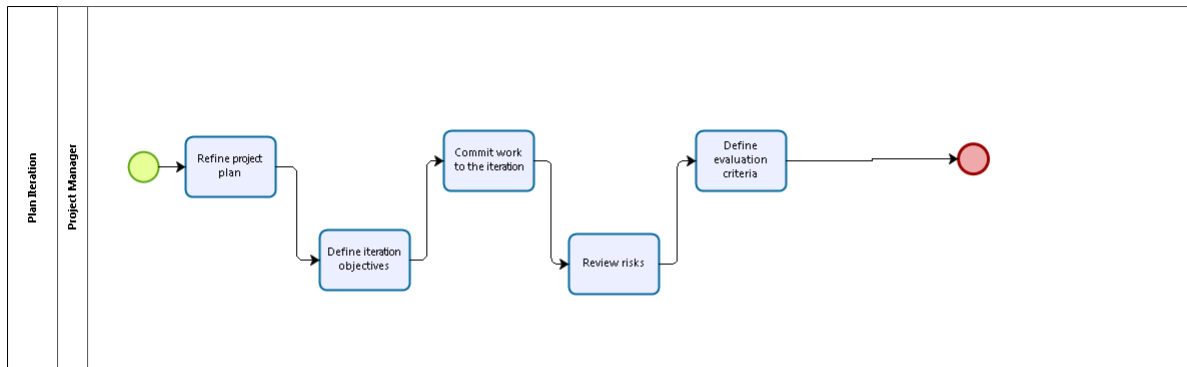 Plan Iteration
Project Manager
Refine project
plan
Define iteration
objectives
Commit work
to the iteration
Review risks
Define
evaluation
criteria